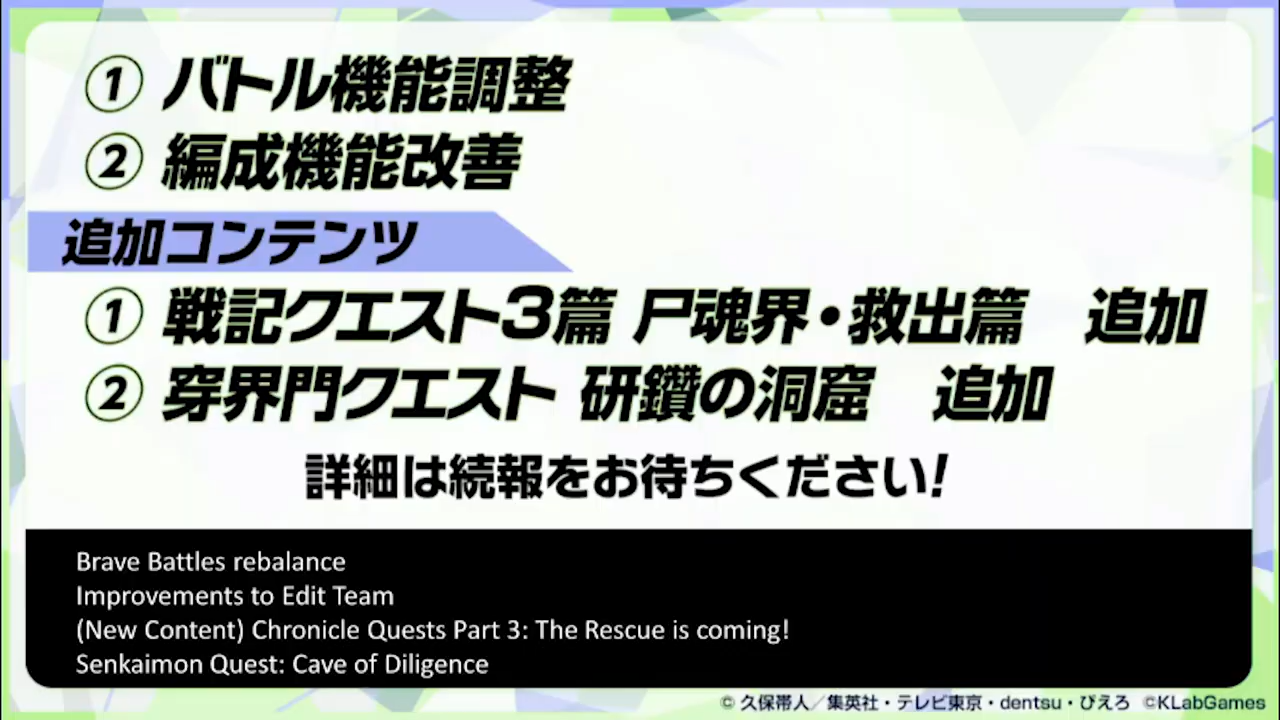 ① バトル機能調整
② 編成機能改善
追加コンテンツ
① 戦記クエスト3篇 尸魂界・救出篇　追加
② 穿界門クエスト 研鑽の洞窟　追加
詳細は続報をお待ちください!
Brave Battles rebalance
Improvements to Edit Team
(New Content) Chronicle Quests Part 3: The Rescue is coming!
Senkaimon Quest: Cave of Diligence
© 久保帯人／集英社・テレビ東京・dentsu・ぴえろ ©KLabGames